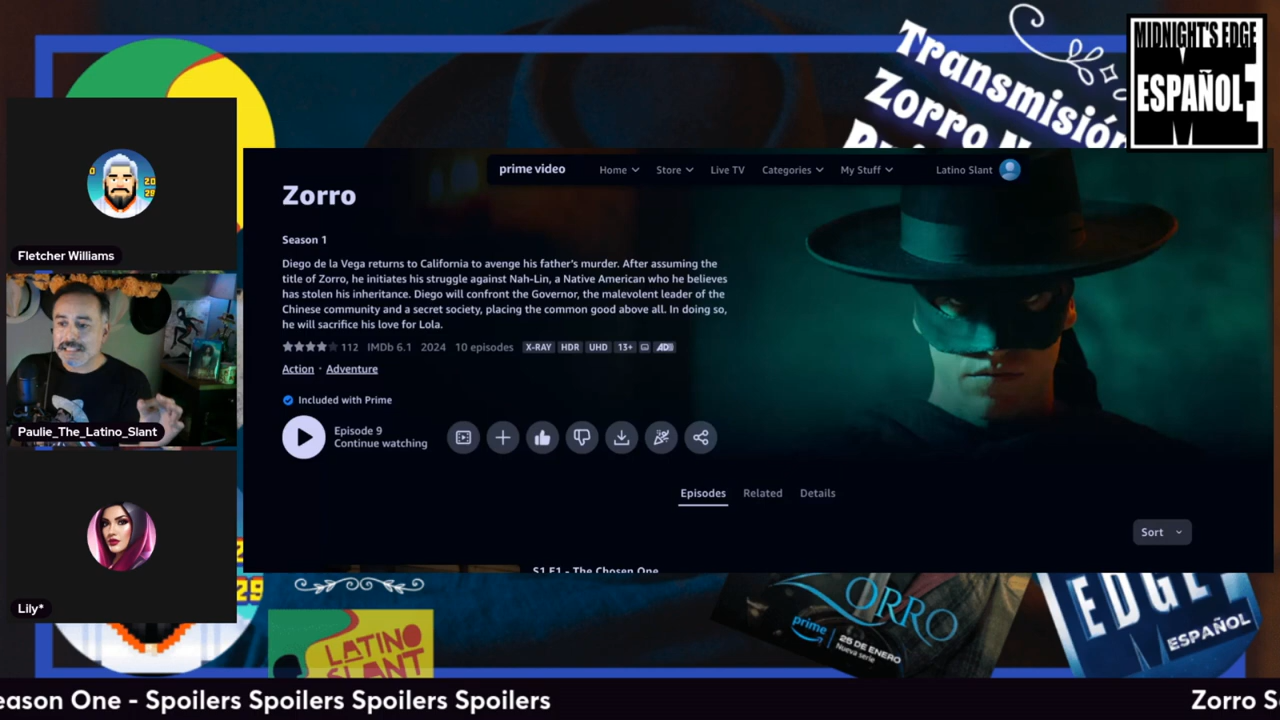 Transmisión
Zorro
MIDNIGHT'S EDGE
ESPAÑOL
prime video
Home
Store
Live TV
Categories
My Stuff
Latino Slant
Zorro
Season 1
Diego de la Vega returns to California to avenge his father's murder. After assuming the
title of Zorro, he initiates his struggle against Nah-Lin, a Native American who he believes
has stolen his inheritance. Diego will confront the Governor, the malevolent leader of the
Chinese community and a secret society, placing the common good above all. In doing so,
he will sacrifice his love for Lola.
112 IMDb 6.1 2024 10 episodes X-RAY HDR UHD 13+ AD
Action · Adventure
Included with Prime
Episode 9
Continue watching
Episodes Related Details
Sort
S1 E1 - The Chosen One
20
29
Fletcher Williams
Paulie_The_Latino_Slant
Lily*
29
LATINO
SLANT
ZORRO
prime
25 DE ENERO
Nueva serie
EDGE
ESPAÑOL
eason One - Spoilers Spoilers Spoilers Spoilers
Zorro S